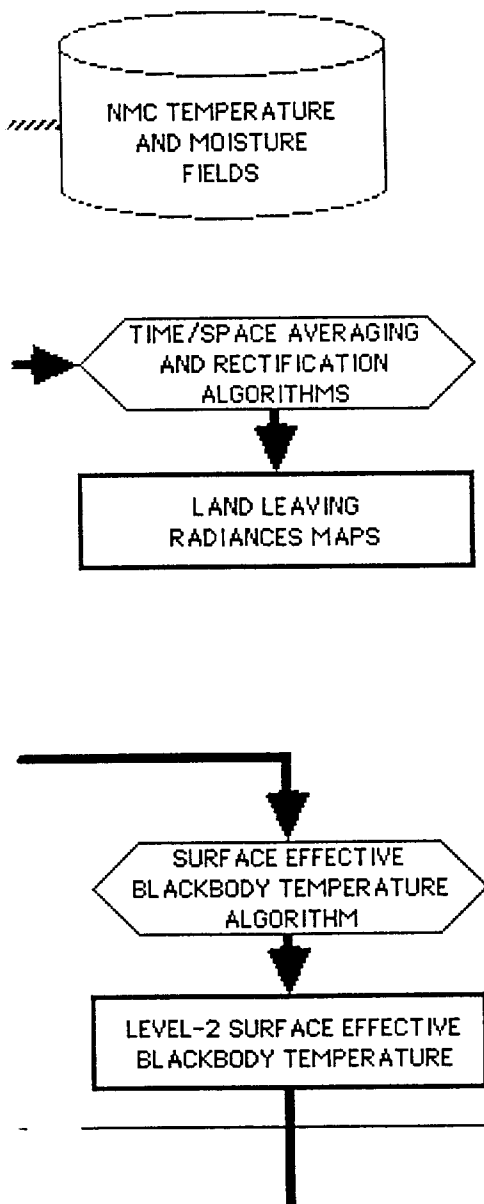 NMC TEMPERATURE
AND MOISTURE
FIELDS
TIME/SPACE AVERAGING
AND RECTIFICATION
ALGORITHMS
LAND LEAVING
RADIANCES MAPS
SURFACE EFFECTIVE
BLACKBODY TEMPERATURE
ALGORITHM
LEVEL-2 SURFACE EFFECTIVE
BLACKBODY TEMPERATURE